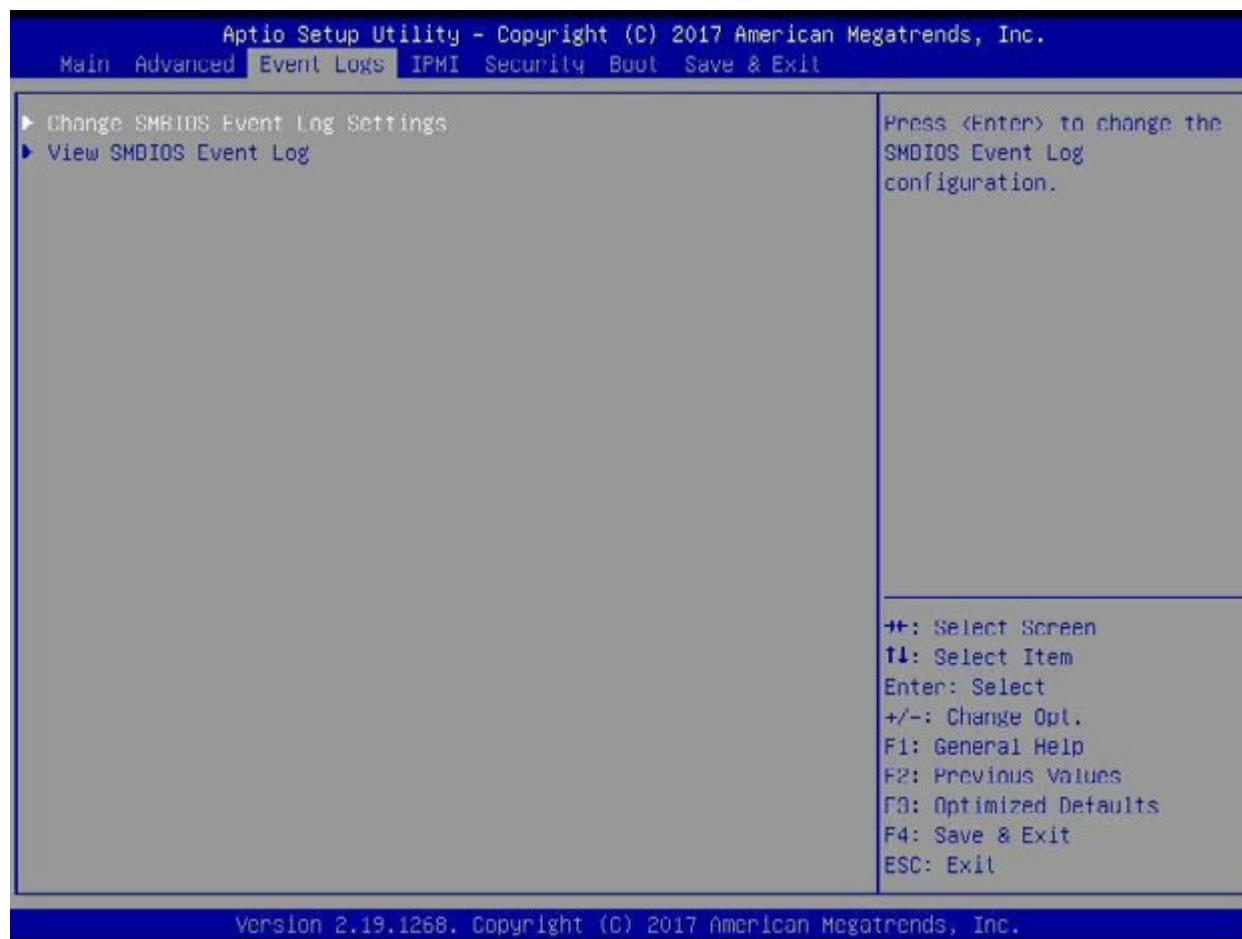 Aptio Setup Utility - Copyright (C) 2017 American Megatrends, Inc.
Main Advanced Event Logs IPMI Security Boot Save & Exit
▶ Change SMBIOS Event Log Settings
▶ View SMBIOS Event Log
Press <Enter> to change the
SMBIOS Event Log
configuration.
→←: Select Screen
↑↓: Select Item
Enter: Select
+/-: Change Opt.
F1: General Help
F2: Previous Values
F3: Optimized Defaults
F4: Save & Exit
ESC: Exit
Version 2.19.1268. Copyright (C) 2017 American Megatrends, Inc.